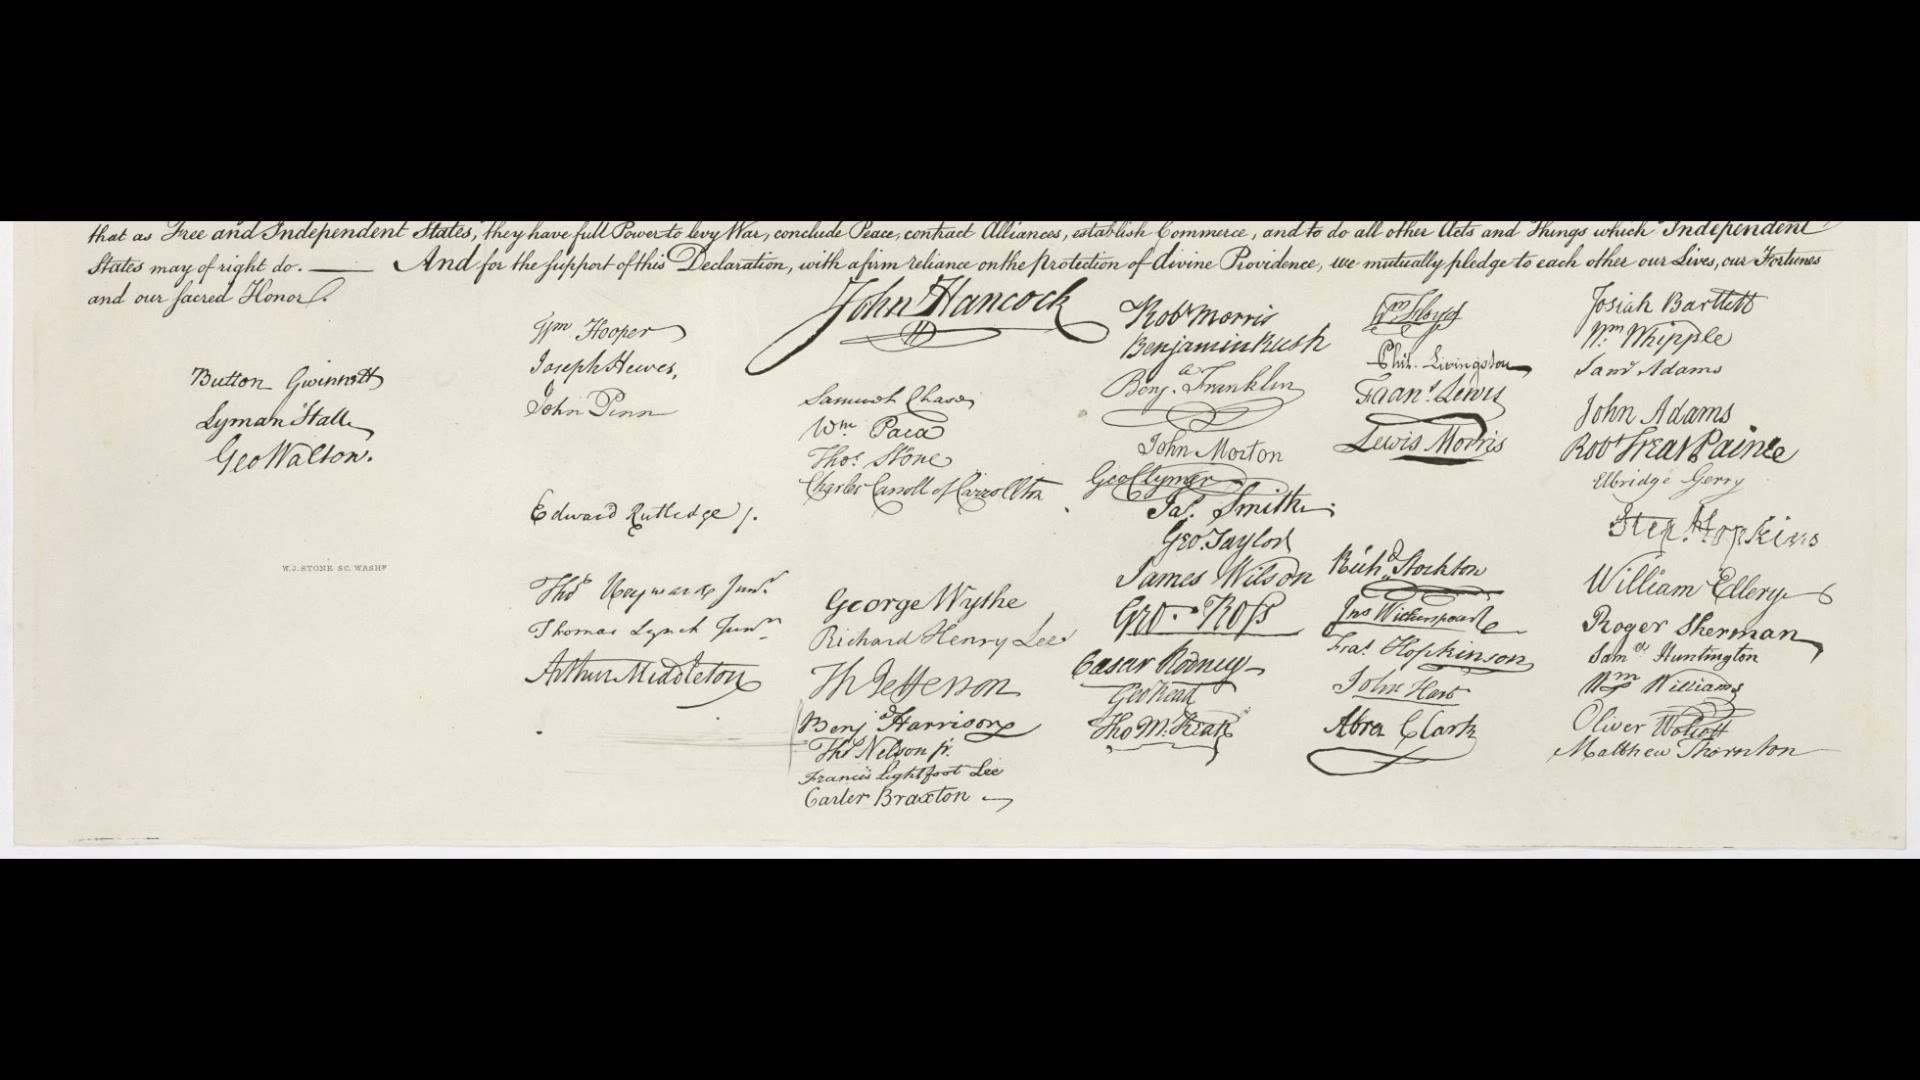 that as Free and Independent States, they have full Power to levy War, conclude Peace, contract Alliances, establish Commerce, and to do all other Acts and Things which Independent
States may of right do. — And for the support of this Declaration, with a firm reliance on the protection of divine Providence, we mutually pledge to each other our Lives, our Fortunes
and our sacred Honor.
Button Gwinnett
Lyman Hall
Geo Walton.
W. J. STONE SC. WASHN
Wm Hooper
Joseph Hewes,
John Penn
Edward Rutledge /.
Thos Heyward Junr.
Thomas Lynch Junr.
Arthur Middleton
John Hancock
Samuel Chase
Wm. Paca
Thos. Stone
Charles Carroll of Carrollton
George Wythe
Richard Henry Lee
Th Jefferson
Benj Harrison
Thos Nelson jr.
Francis Lightfoot Lee
Carter Braxton
Robt Morris
Benjamin Rush
Benja. Franklin
John Morton
Geo Clymer
Jas. Smith
Geo. Taylor
James Wilson
Geo. Ross
Caesar Rodney
Geo Read
Tho M:Kean
Wm Floyd
Phil. Livingston
Frans. Lewis
Lewis Morris
Richd. Stockton
Jno Witherspoon
Fras. Hopkinson
John Hart
Abra Clark
Josiah Bartlett
Wm. Whipple
Saml Adams
John Adams
Robt Treat Paine
Elbridge Gerry
Step. Hopkins
William Ellery
Roger Sherman
Samel Huntington
Wm Williams
Oliver Wolcott
Matthew Thornton